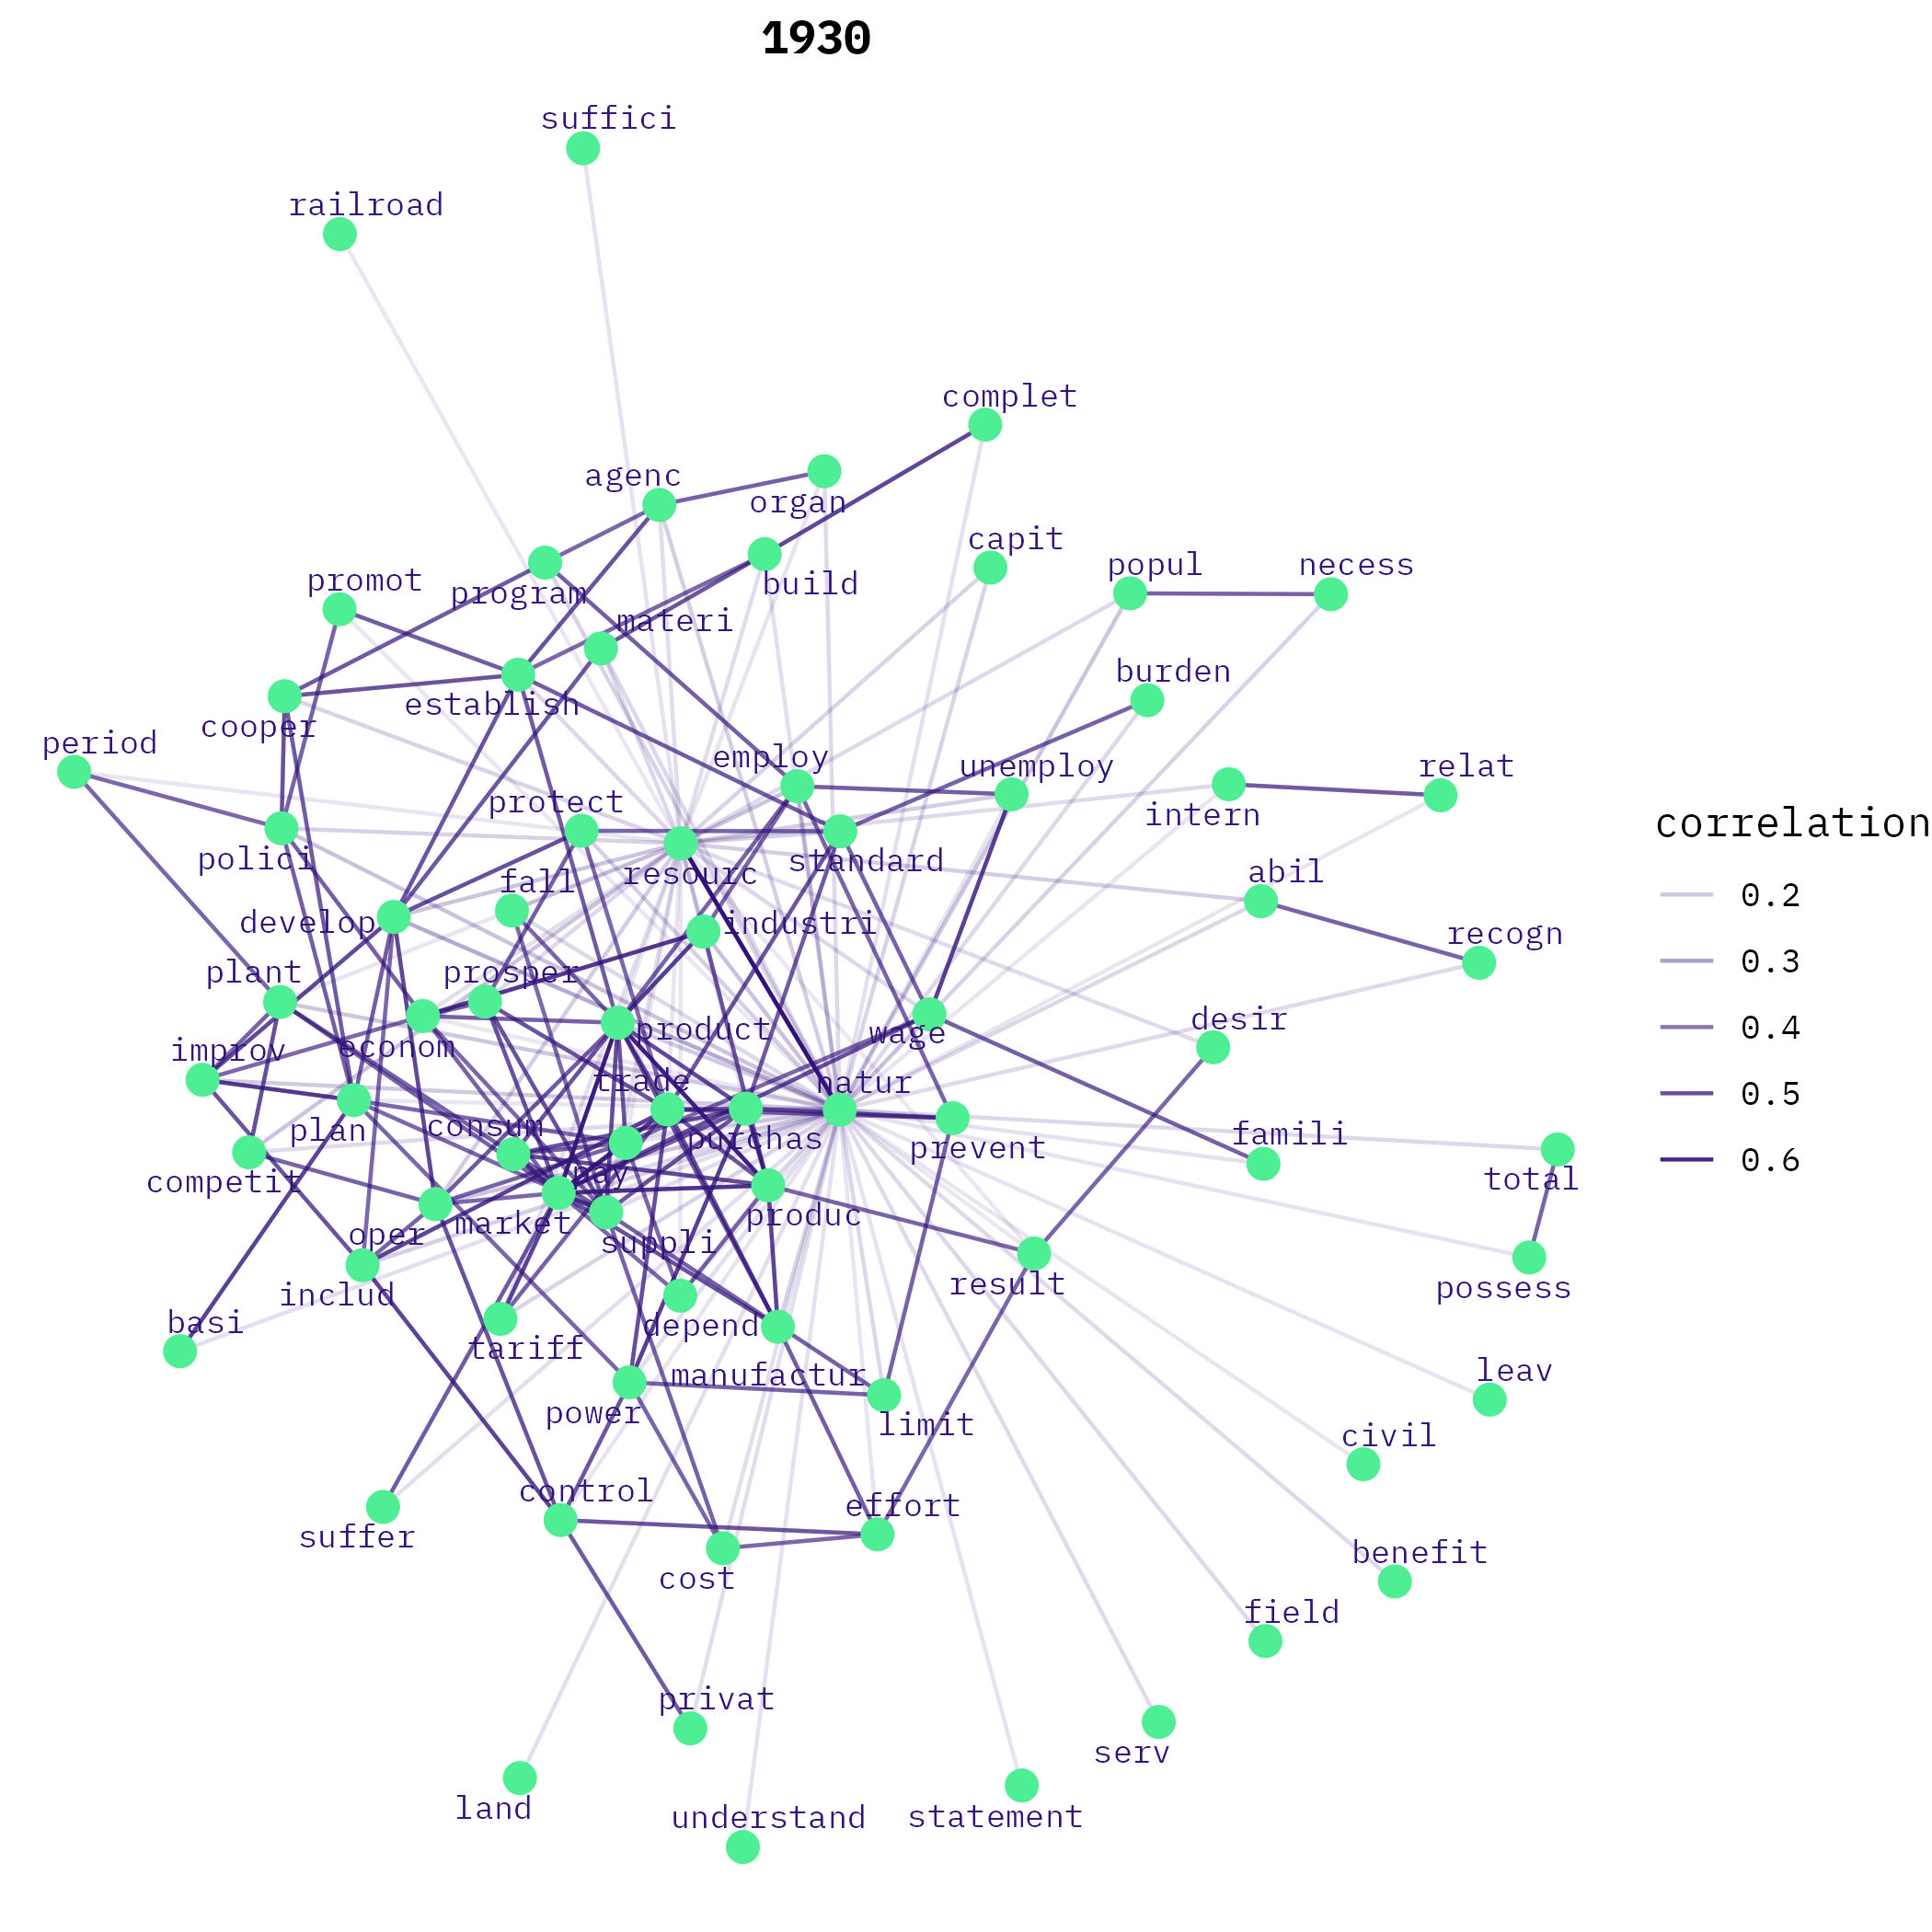 1930
suffici
railroad
complet
agenc
organ
capit
popul
necess
promot
program
build
materi
burden
establish
cooper
period
employ
unemploy
relat
protect
intern
polici
standard
fall
resourc
abil
develop
industri
recogn
plant
prosper
product
wage
desir
improv
econom
trade
natur
plan
consum
purchas
prevent
famili
competit
pay
total
oper
market
produc
suppli
result
possess
includ
basi
tariff
depend
manufactur
leav
power
limit
civil
control
effort
suffer
cost
benefit
field
privat
serv
land
understand
statement
correlation
0.2
0.3
0.4
0.5
0.6